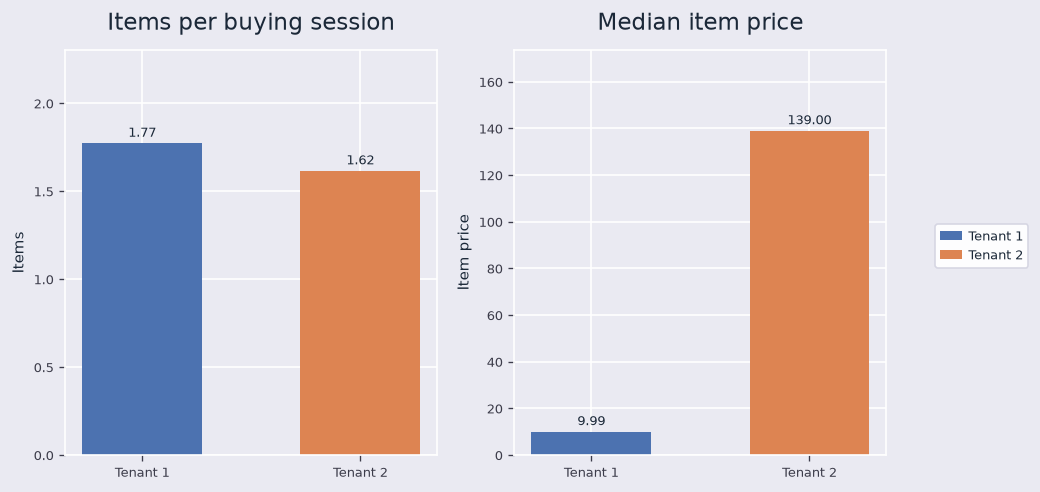 Items per buying session
Median item price
2.0
1.5
1.0
0.5
0.0
Items
1.77
1.62
Tenant 1
Tenant 2
160
140
120
100
80
60
40
20
0
Item price
9.99
139.00
Tenant 1
Tenant 2
Tenant 1
Tenant 2